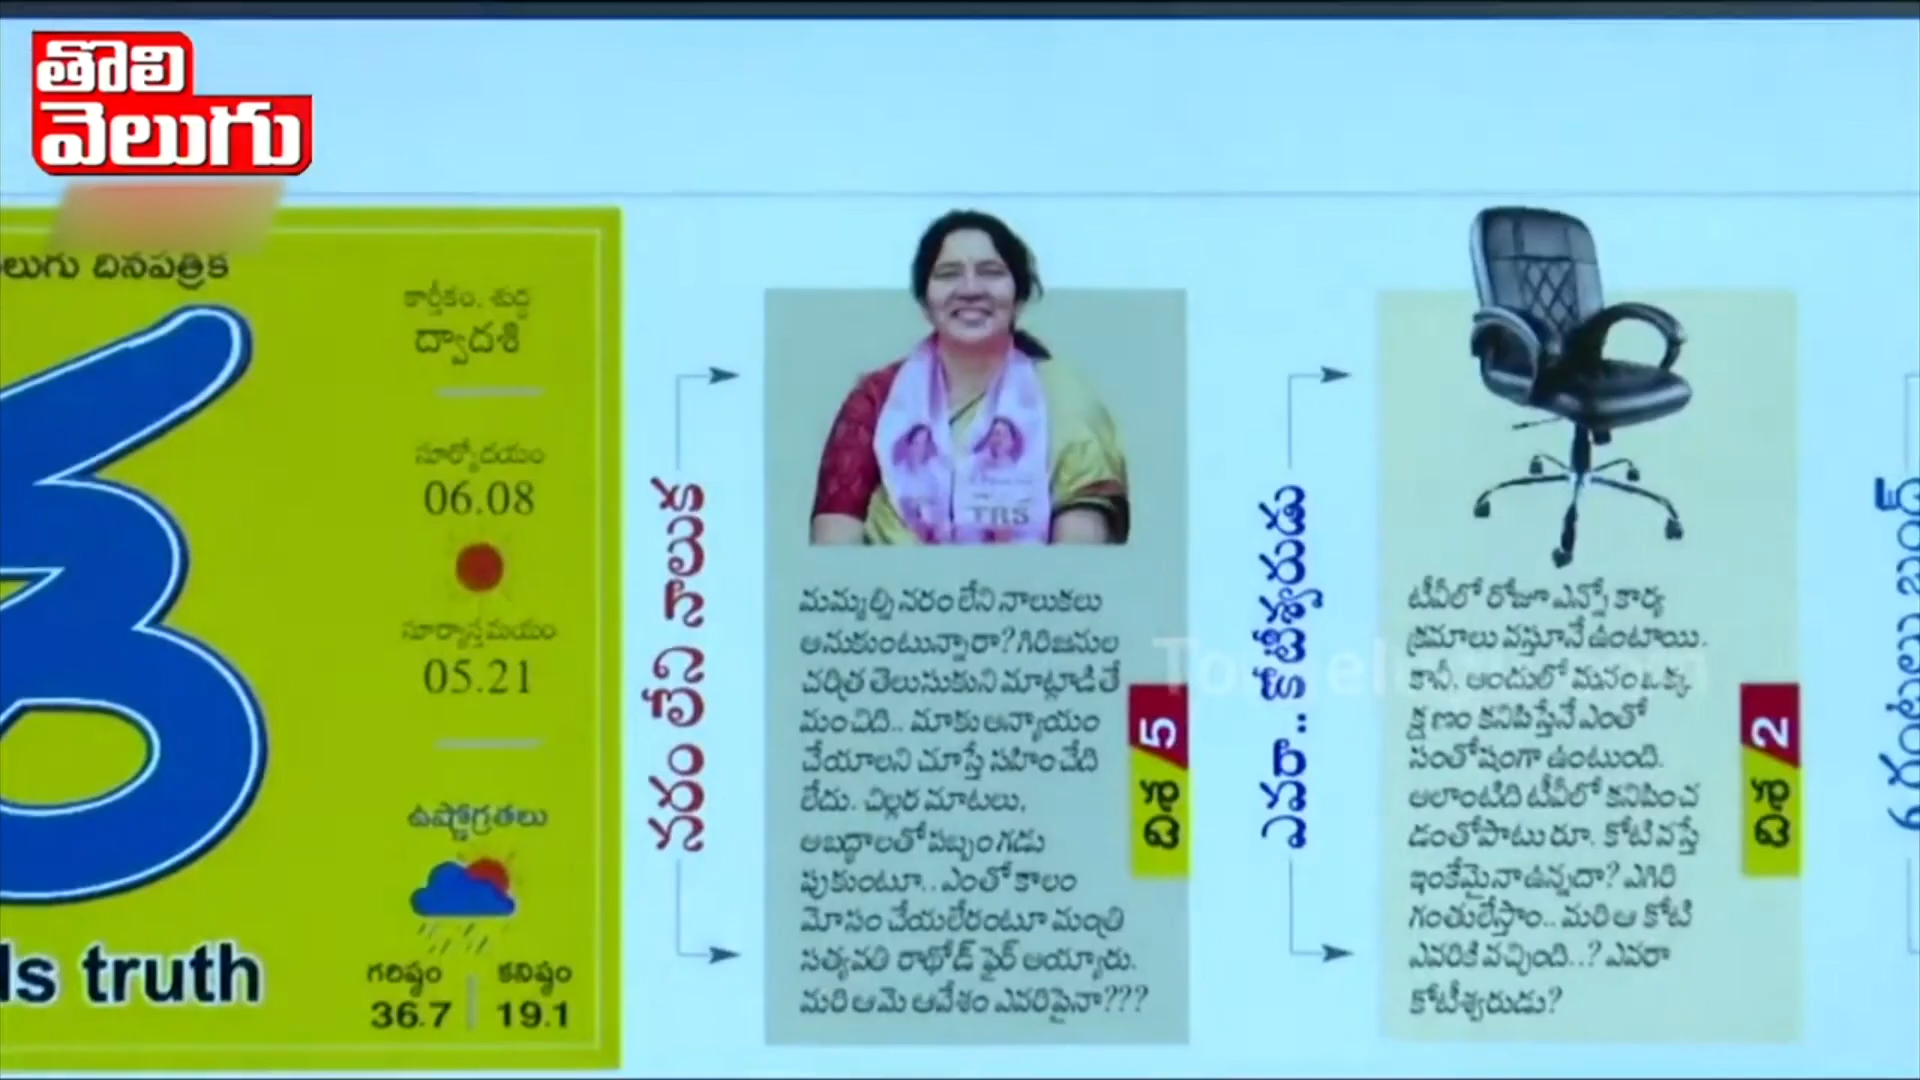 తొలి
వెలుగు
లుగు దినపత్రిక
కార్తీకం. శుద్ధ
ద్వాదశి
సూర్యోదయం
06.08
సూర్యాస్తమయం
05.21
ఉష్ణోగ్రతలు
గరిష్ఠం
కనిష్ఠం
36.7
19.1
ls truth
నరం లేని నాలుక
TRS
మమ్మల్ని నరం లేని నాలుకలు
అనుకుంటున్నారా? గిరిజనుల
చరిత్ర తెలుసుకుని మాట్లాడితే
మంచిది.. మాకు అన్యాయం
చేయాలని చూస్తే సహించేది
లేదు. చిల్లర మాటలు,
అబద్ధాలతో పబ్బం గడు
పుకుంటూ.. ఎంతో కాలం
మోసం చేయలేరంటూ మంత్రి
సత్యవతి రాథోడ్ ఫైర్ అయ్యారు.
మరి ఆమె ఆవేశం ఎవరిపైనా???
దిశ 5
ఎవరా.. కోటీశ్వరుడు
టీవీలో రోజూ ఎన్నో కార్య
క్రమాలు వస్తూనే ఉంటాయి.
కానీ, అందులో మనం ఒక్క
క్షణం కనిపిస్తేనే ఎంతో
సంతోషంగా ఉంటుంది.
అలాంటిది టీవీలో కనిపించ
డంతోపాటు రూ. కోటి వస్తే
ఇంకేమైనా ఉన్నదా? ఎగిరి
గంతులేస్తాం.. మరి ఆ కోటి
ఎవరికి వచ్చింది..? ఎవరా
కోటీశ్వరుడు?
దిశ 2
6 గంటలు బంద్